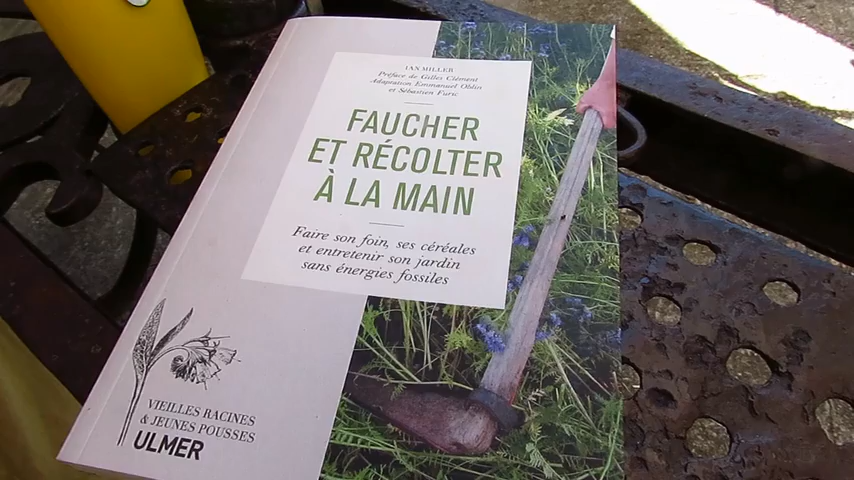 IAN MILLER
Préface de Gilles Clément
Adaptation Emmanuel Oblin
et Sébastien Furic
FAUCHER
ET RÉCOLTER
À LA MAIN
Faire son foin, ses céréales
et entretenir son jardin
sans énergies fossiles
VIEILLES RACINES
& JEUNES POUSSES
ULMER